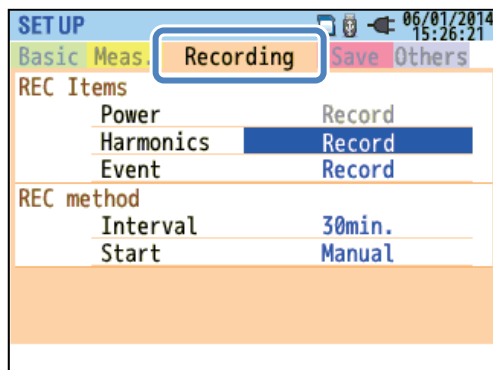 SET UP 06/01/2014
15:26:21
Basic Meas. Recording Save Others
REC Items
Power Record
Harmonics Record
Event Record
REC method
Interval 30min.
Start Manual